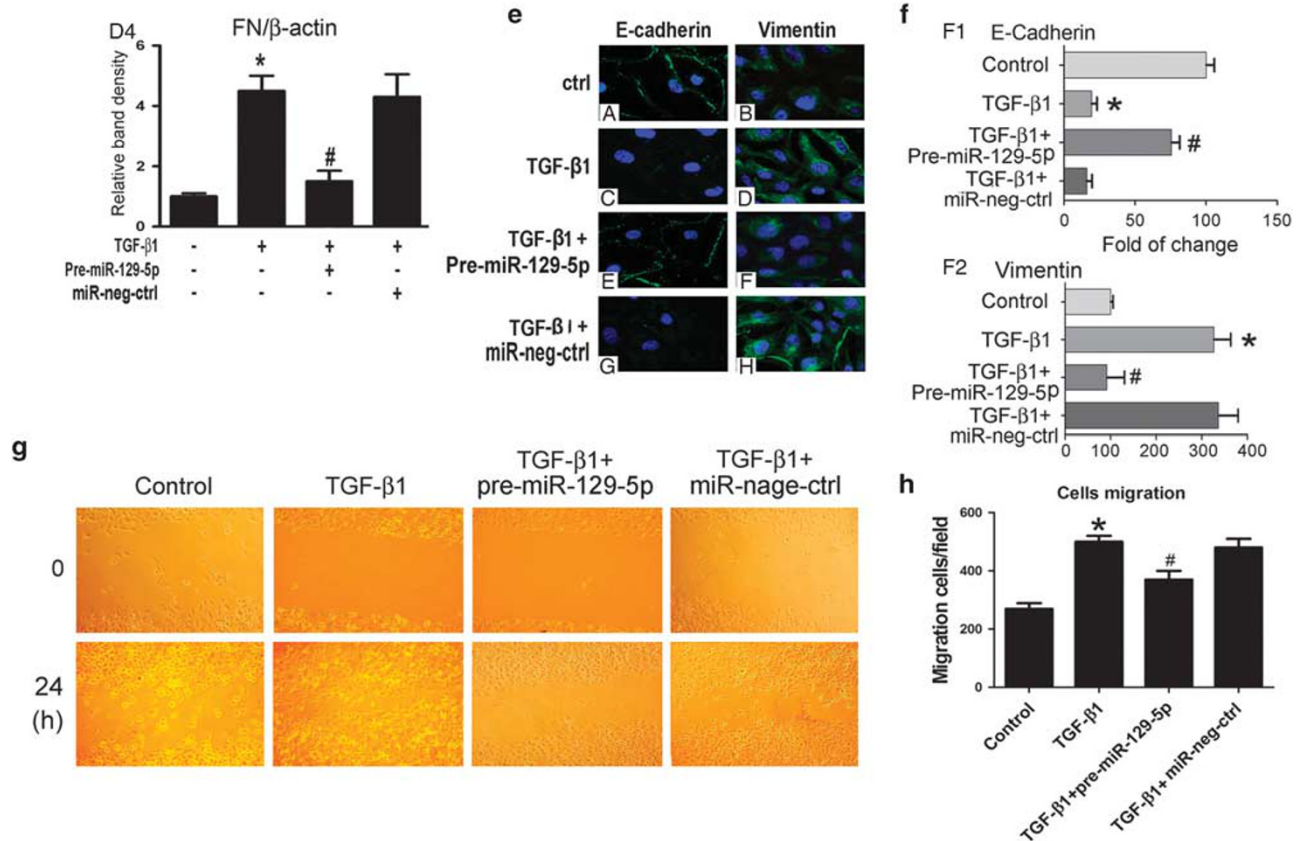 D4 FN/β-actin
Relative band density
6
4
2
0
*
#
TGF-β1 - + + +
Pre-miR-129-5p - - + -
miR-neg-ctrl - - - +
e
E-cadherin Vimentin
ctrl
A B
TGF-β1
C D
TGF-β1 +
Pre-miR-129-5p
E F
TGF-β1 +
miR-neg-ctrl
G H
f
F1 E-Cadherin
Control
TGF-β1 *
TGF-β1+
Pre-miR-129-5p #
TGF-β1+
miR-neg-ctrl
0 50 100 150
Fold of change
F2 Vimentin
Control
TGF-β1 *
TGF-β1+
Pre-miR-129-5p #
TGF-β1+
miR-neg-ctrl
0 100 200 300 400
g
Control TGF-β1 TGF-β1+ pre-miR-129-5p TGF-β1+ miR-nage-ctrl
0
24
(h)
h
Cells migration
Migration cells/field
600
400
200
0
*
#
Control
TGF-β1
TGF-β1+pre-miR-129-5p
TGF-β1+ miR-neg-ctrl